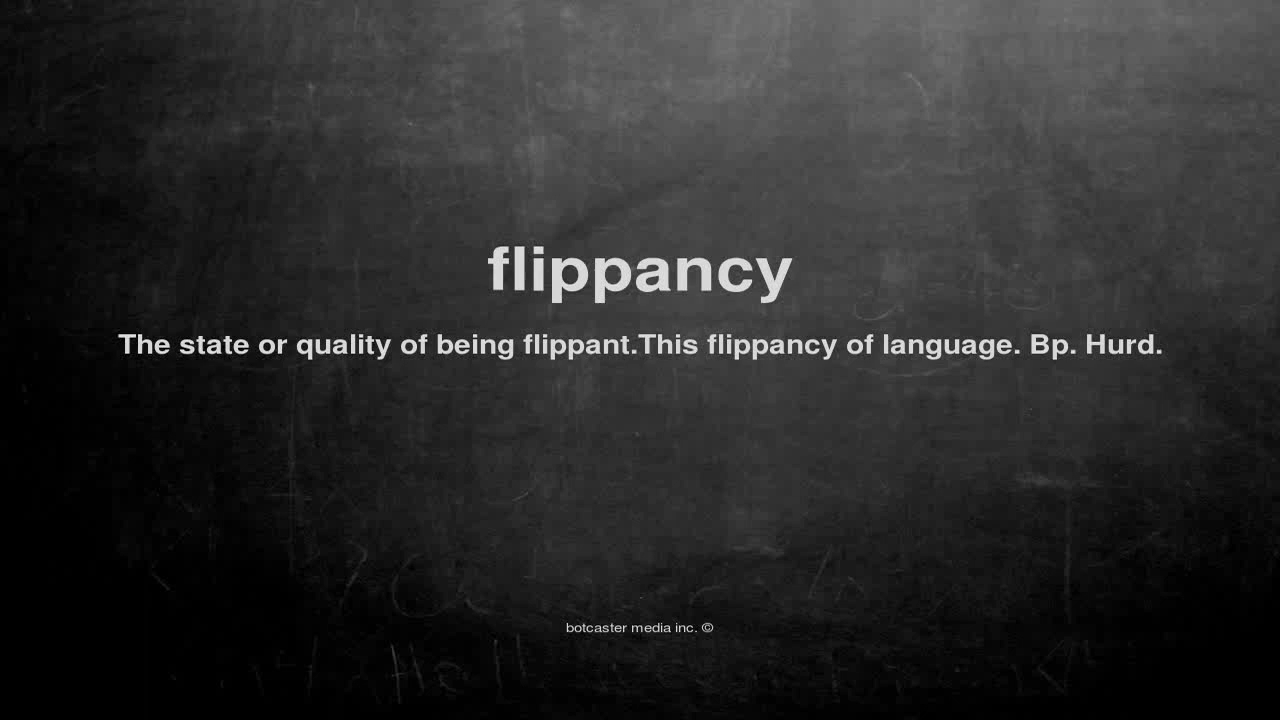 flippancy
The state or quality of being flippant.This flippancy of language. Bp. Hurd.
botcaster media inc. ©